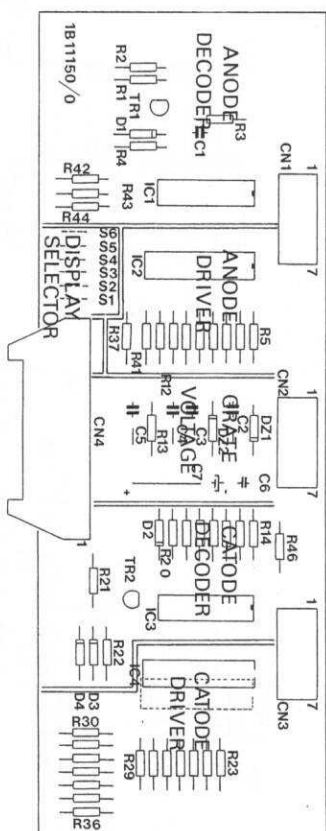 1B11150/0
R2
R1
TR1
D1
R4
ANODE
DECODER
C1
R3
CN1
1
7
R42
R43
R44
IC1
S6
S5
S4
S3
S2
S1
DISPLAY
SELECTOR
IC2
ANODE
DRIVER
R37
R41
R5
R12
CN2
1
7
CN4
1
C5
R13
C4
C3
DZ2
C2
DZ1
GRATE
VOLTAGE
C7
+
-
C6
D2
R20
CATODE
DECODER
R14
R46
R21
TR2
IC3
CN3
1
7
R22
D3
D4
IC4
CATODE
DRIVER
R30
R36
R29
R23